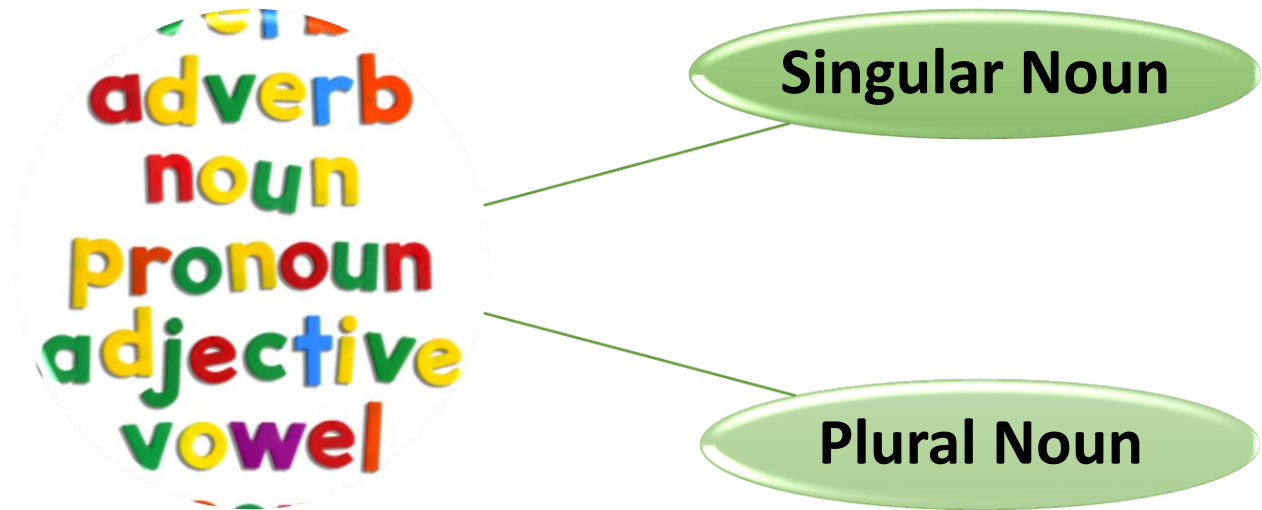 adverb
noun
pronoun
adjective
vowel
Singular Noun
Plural Noun